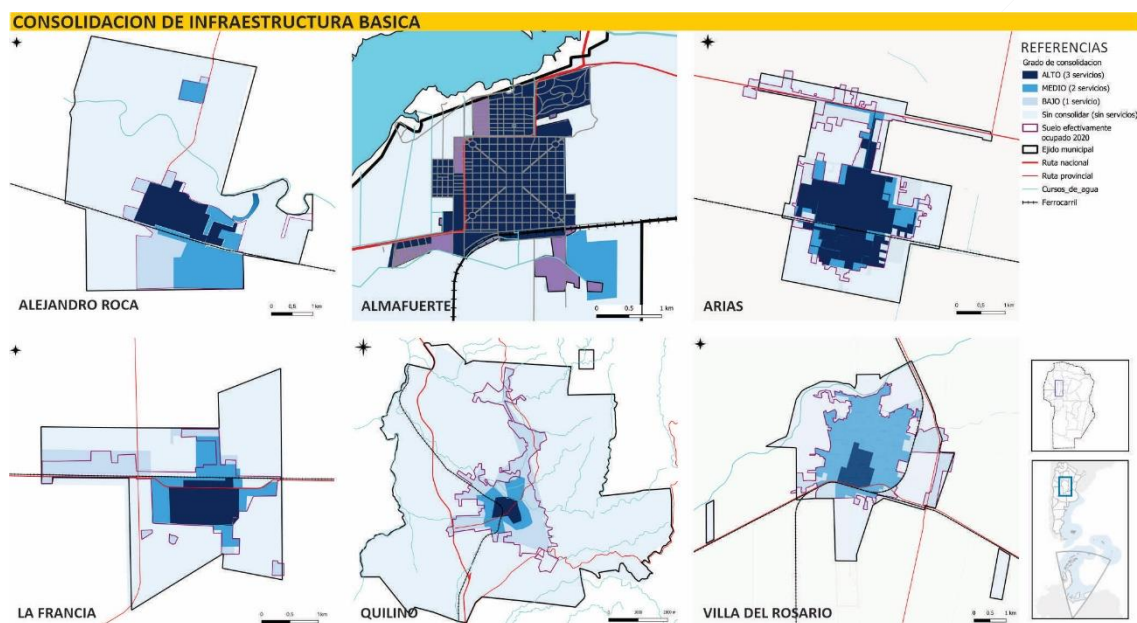 CONSOLIDACION DE INFRAESTRUCTURA BASICA
REFERENCIAS
Grado de consolidacion
ALTO (3 servicios)
MEDIO (2 servicios)
BAJO (1 servicio)
Sin consolidar (sin servicios)
Suelo efectivamente
ocupado 2020
Ejido municipal
Ruta nacional
Ruta provincial
Cursos_de_agua
Ferrocarril
ALEJANDRO ROCA
0 0,5 1 km
ALMAFUERTE
0 0.5 1 km
ARIAS
0 0,5 1 km
LA FRANCIA
0 0,5 1 km
QUILINO
VILLA DEL ROSARIO
0 0,5 1 km